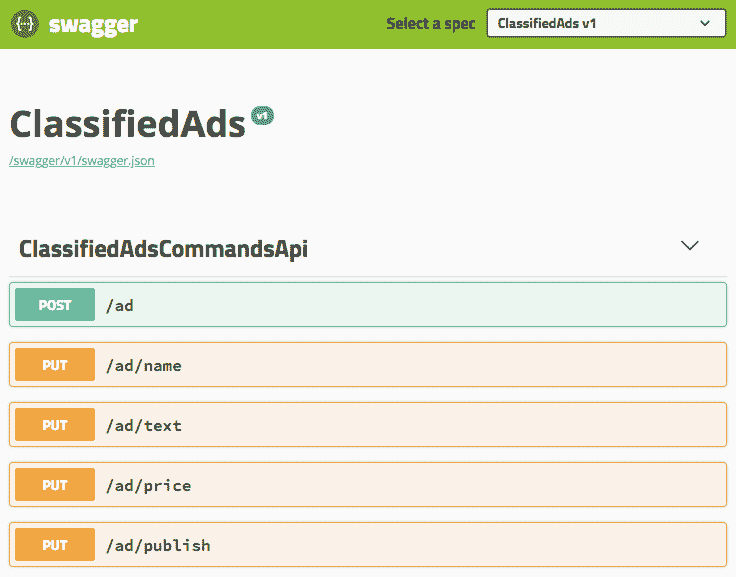 {...} swagger
Select a spec
ClassifiedAds v1
ClassifiedAds v1
/swagger/v1/swagger.json
ClassifiedAdsCommandsApi
POST /ad
PUT /ad/name
PUT /ad/text
PUT /ad/price
PUT /ad/publish